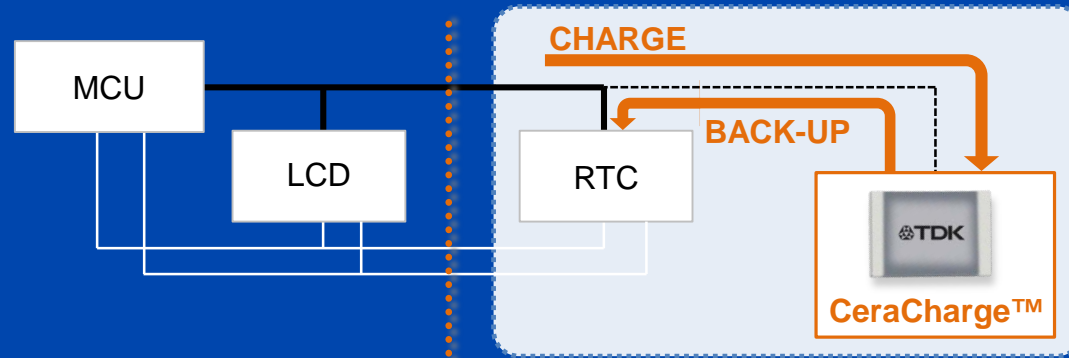 CHARGE
MCU
BACK-UP
LCD
RTC
TDK
CeraCharge™